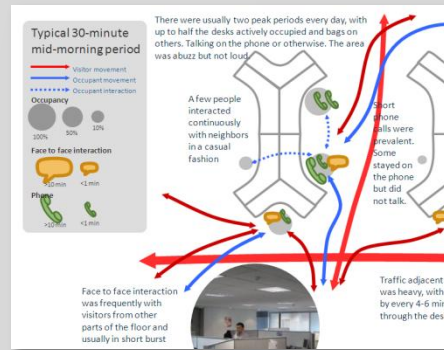 Typical 30-minute
mid-morning period
Visitor movement
Occupant movement
Occupant interaction
Occupancy
100%
50%
10%
Face to face interaction
>10 min
<1 min
Phone
>10 min
<1 min
There were usually two peak periods every day, with
up to half the desks actively occupied and bags on
others. Talking on the phone or otherwise. The area
was abuzz but not loud
A few people
interacted
continuously
with neighbors
in a casual
fashion
Short
phone
calls were
prevalent.
Some
stayed on
the phone
but did
not talk.
Face to face interaction
was frequently with
visitors from other
parts of the floor and
usually in short burst
Traffic adjacent
was heavy, with
by every 4-6 min
through the des